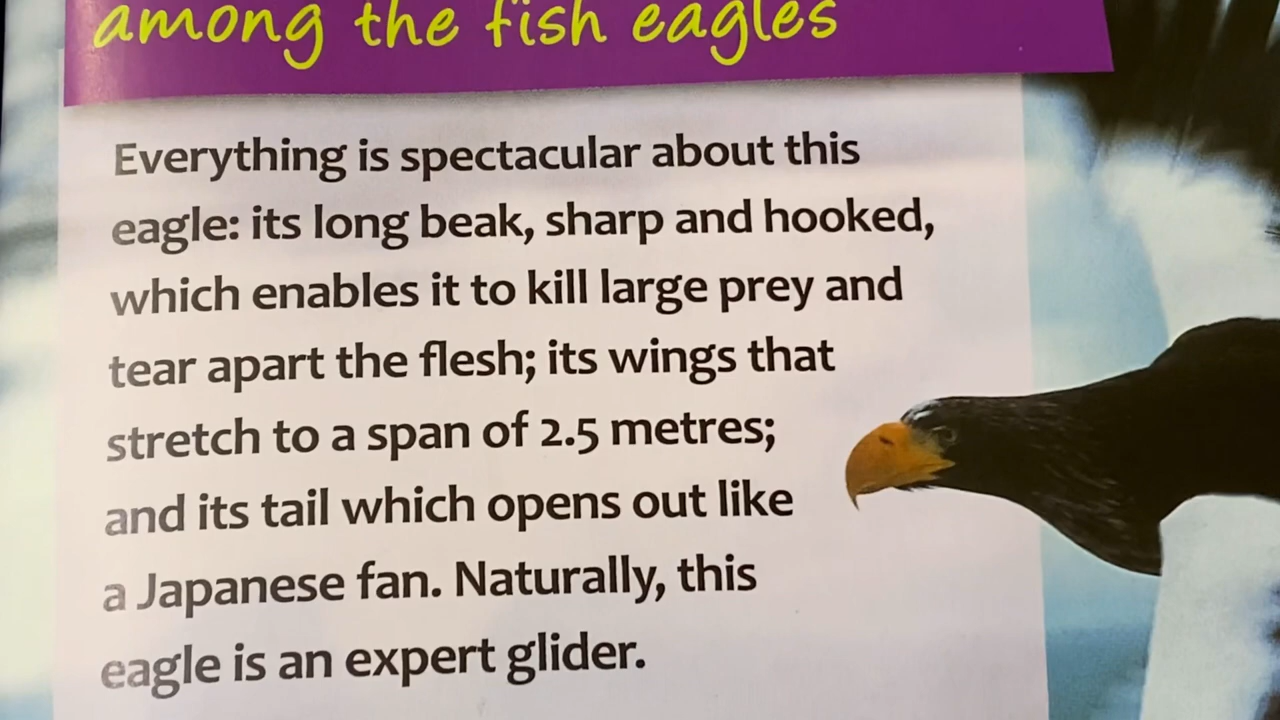 among the fish eagles
Everything is spectacular about this
eagle: its long beak, sharp and hooked,
which enables it to kill large prey and
tear apart the flesh; its wings that
stretch to a span of 2.5 metres;
and its tail which opens out like
a Japanese fan. Naturally, this
eagle is an expert glider.